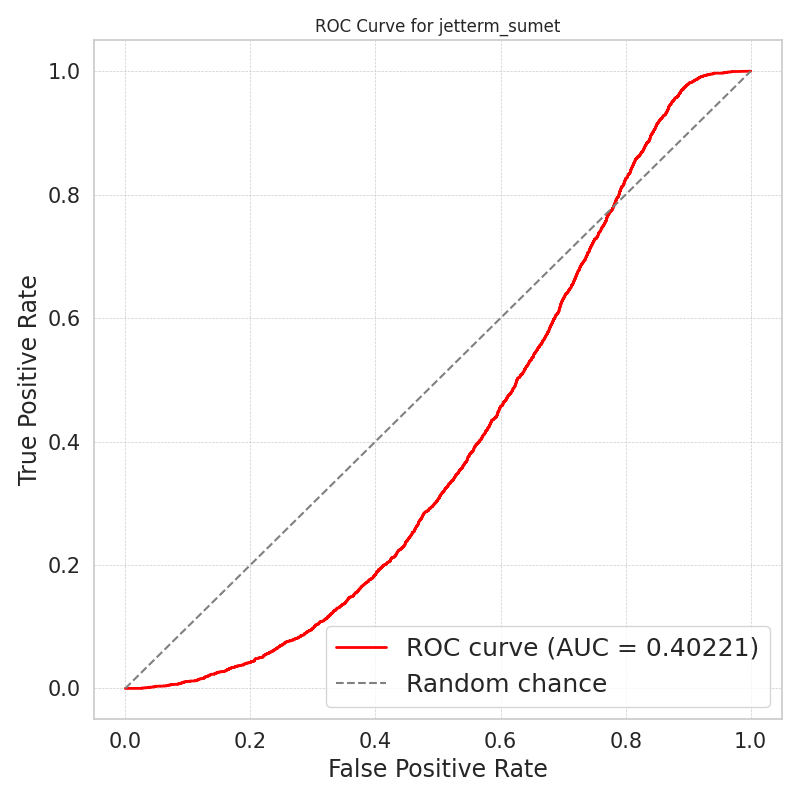 ROC Curve for jetterm_sumet
True Positive Rate
1.0
0.8
0.6
0.4
0.2
0.0
ROC curve (AUC = 0.40221)
Random chance
0.0 0.2 0.4 0.6 0.8 1.0
False Positive Rate